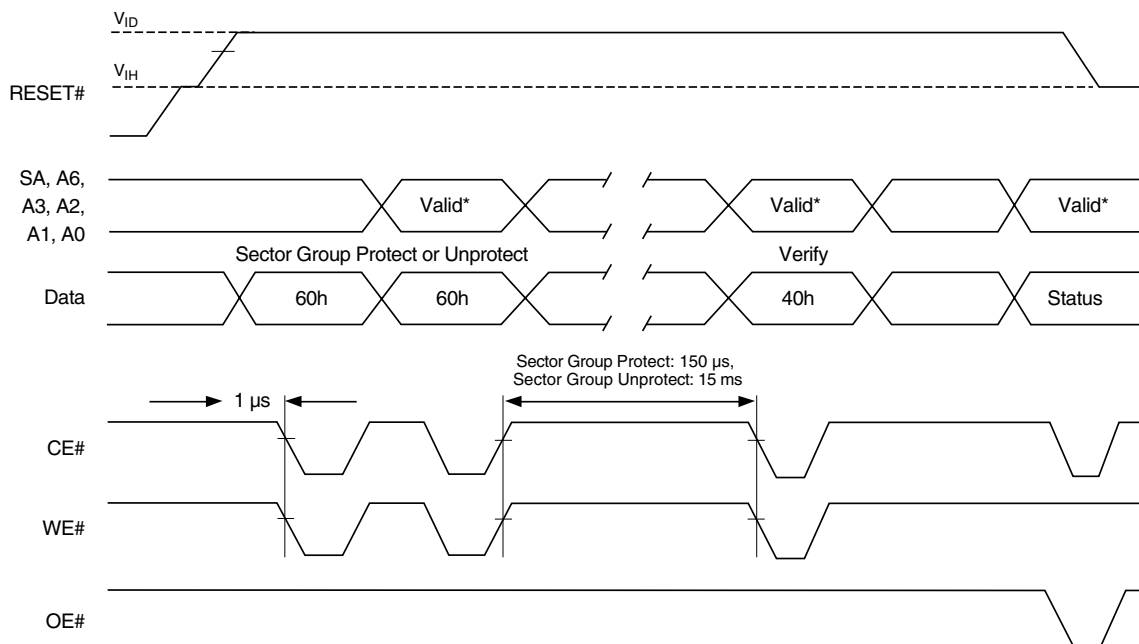 VID
VIH
RESET#
SA, A6,
A3, A2,
A1, A0
Valid*
Valid*
Valid*
Sector Group Protect or Unprotect
Verify
Data
60h
60h
40h
Status
Sector Group Protect: 150 µs,
Sector Group Unprotect: 15 ms
1 µs
CE#
WE#
OE#